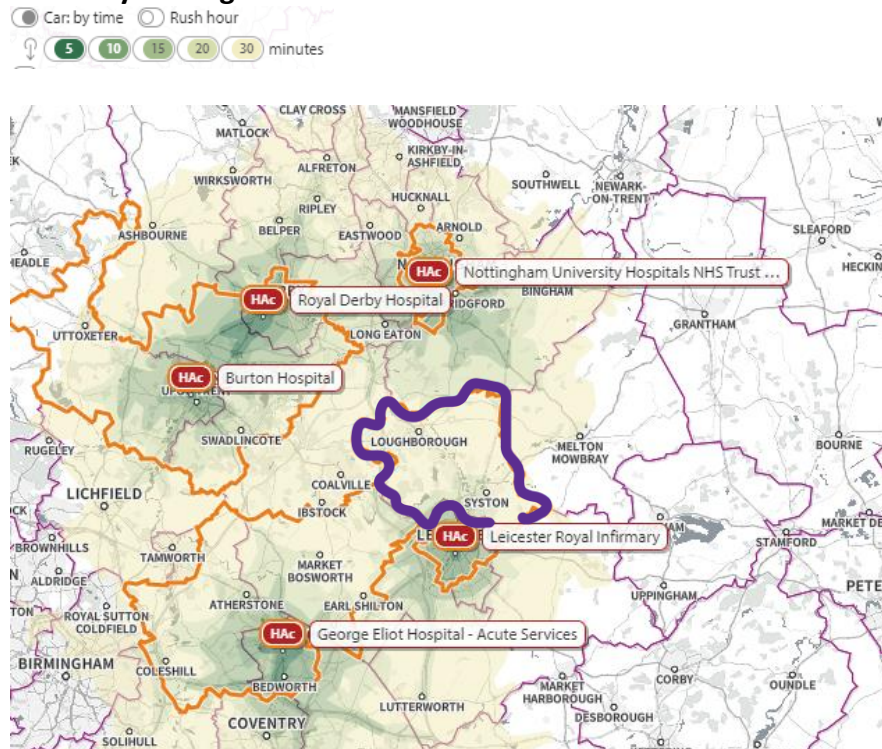 Car: by time Rush hour
5 10 15 20 30 minutes
CLAY CROSS
MANSFIELD
WOODHOUSE
MATLOCK
KIRKBY-IN-
ASHFIELD
ALFRETON
WIRKSWORTH
SOUTHWELL
NEWARK-
ON-TRENT
HUCKNALL
RIPLEY
ASHBOURNE
BELPER
EASTWOOD
ARNOLD
SLEAFORD
HAc Nottingham University Hospitals NHS Trust ...
BINGHAM
HAc Royal Derby Hospital
GRANTHAM
UTTOXETER
LONG EATON
HAc Burton Hospital
SWADLINCOTE
LOUGHBOROUGH
MELTON
MOWBRAY
BOURNE
RUGELEY
COALVILLE
LICHFIELD
SYSTON
IBSTOCK
HAc Leicester Royal Infirmary
STAMFORD
BROWNHILLS
TAMWORTH
MARKET
BOSWORTH
ALDRIDGE
UPPINGHAM
ATHERSTONE
EARL SHILTON
ROYAL SUTTON
COLDFIELD
HAc George Eliot Hospital - Acute Services
BIRMINGHAM
COLESHILL
BEDWORTH
CORBY
OUNDLE
MARKET
HARBOROUGH
LUTTERWORTH
DESBOROUGH
COVENTRY
SOLIHULL